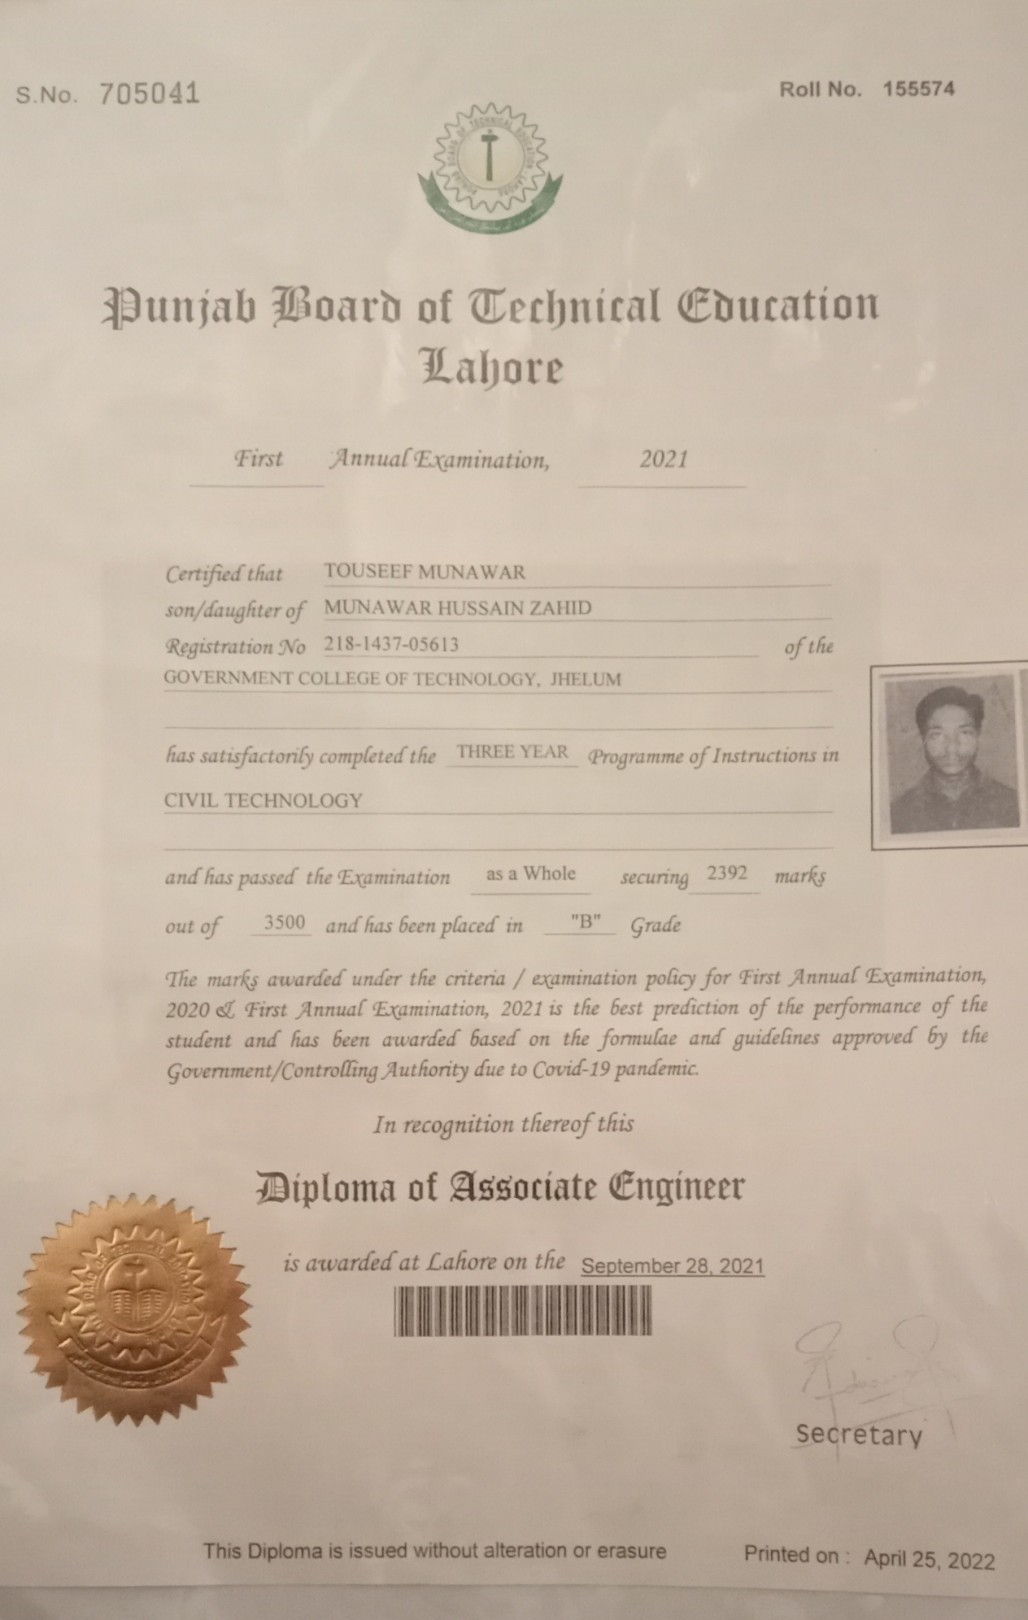 S.No. 705041
Roll No. 155574
PUNJAB BOARD OF TECHNICAL EDUCATION LAHORE
Punjab Board of Technical Education
Lahore
First Annual Examination, 2021
Certified that TOUSEEF MUNAWAR
son/daughter of MUNAWAR HUSSAIN ZAHID
Registration No 218-1437-05613 of the
GOVERNMENT COLLEGE OF TECHNOLOGY, JHELUM
has satisfactorily completed the THREE YEAR Programme of Instructions in
CIVIL TECHNOLOGY
and has passed the Examination as a Whole securing 2392 marks
out of 3500 and has been placed in "B" Grade
The marks awarded under the criteria / examination policy for First Annual Examination,
2020 & First Annual Examination, 2021 is the best prediction of the performance of the
student and has been awarded based on the formulae and guidelines approved by the
Government/Controlling Authority due to Covid-19 pandemic.
In recognition thereof this
Diploma of Associate Engineer
is awarded at Lahore on the September 28, 2021
Secretary
This Diploma is issued without alteration or erasure
Printed on : April 25, 2022